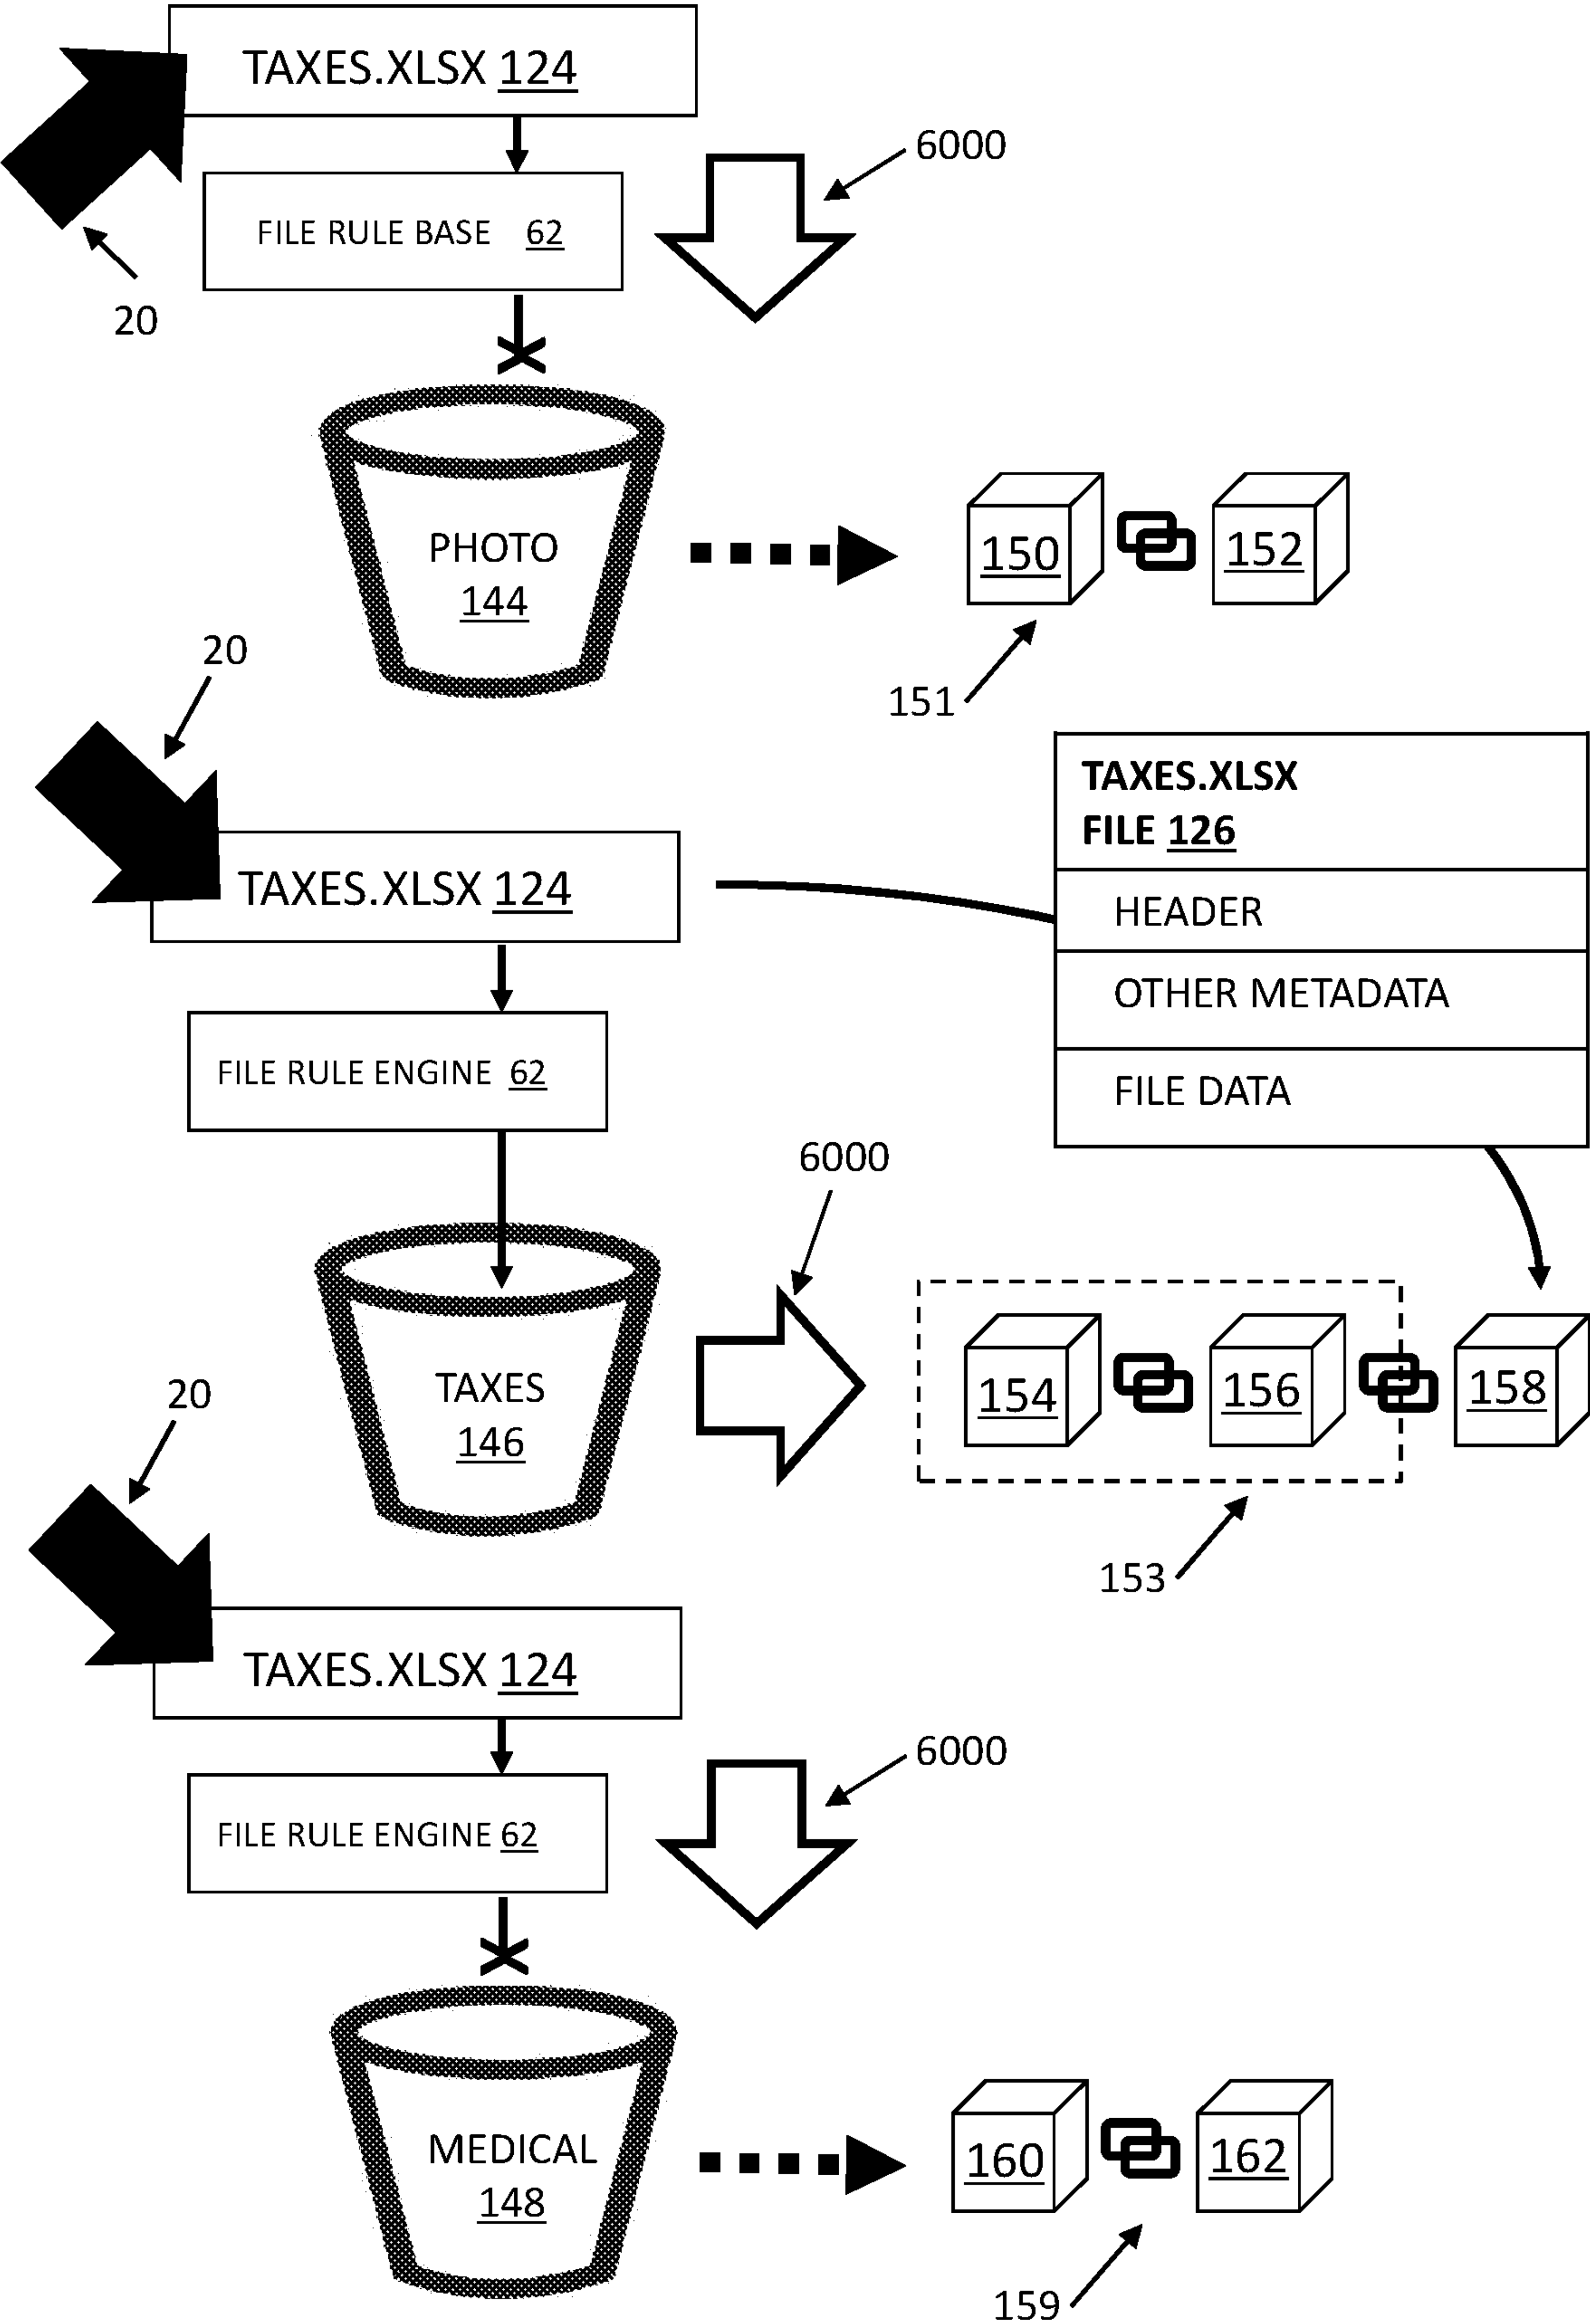 TAXES.XLSX 124
6000
FILE RULE BASE 62
20
PHOTO
144
150
152
151
20
TAXES.XLSX
FILE 126
HEADER
OTHER METADATA
FILE DATA
TAXES.XLSX 124
FILE RULE ENGINE 62
6000
TAXES
146
154
156
158
153
20
TAXES.XLSX 124
6000
FILE RULE ENGINE 62
MEDICAL
148
160
162
159